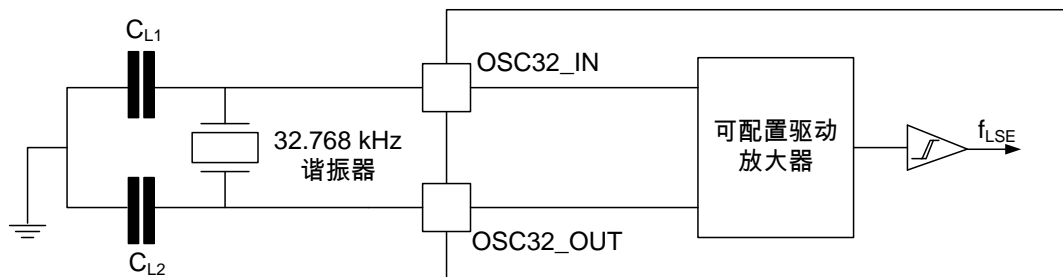 CL1
OSC32_IN
32.768 kHz
谐振器
可配置驱动
放大器
fLSE
OSC32_OUT
CL2